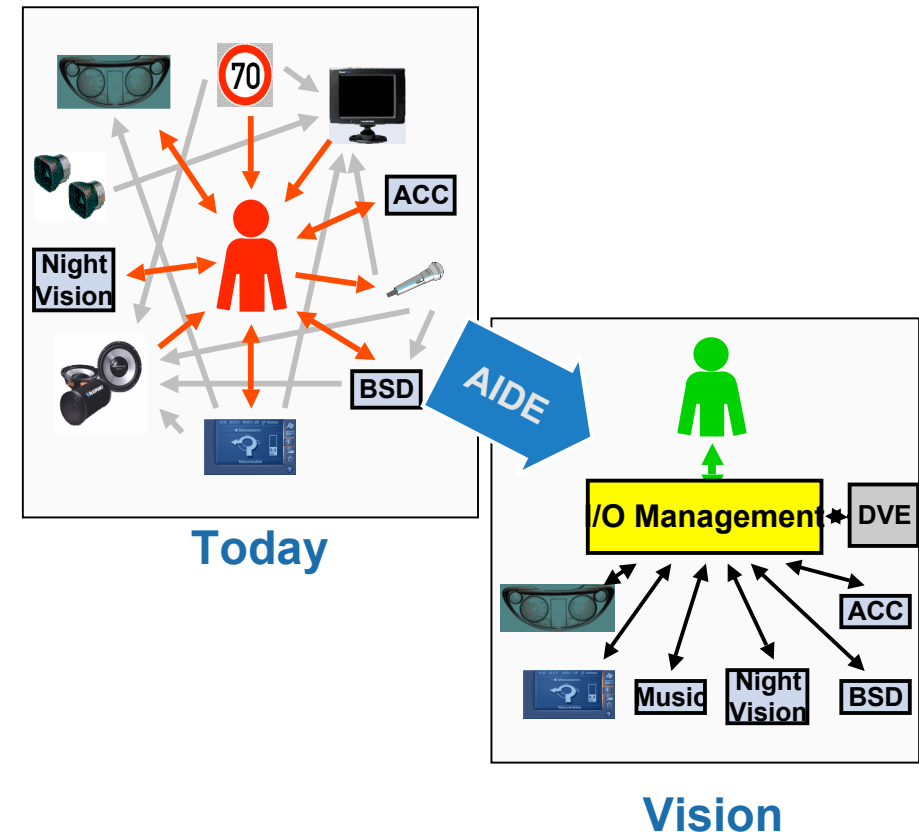 70
ACC
Night
Vision
BSD
AIDE
Today
I/O Management
DVE
ACC
Music
Night
Vision
BSD
Vision